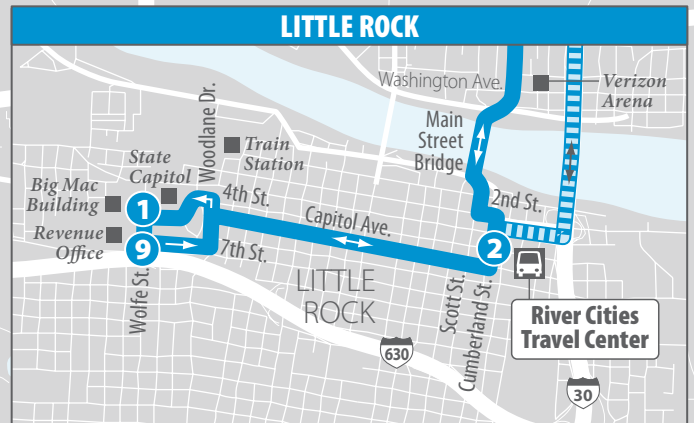 LITTLE ROCK
Washington Ave.
Verizon
Arena
Main
Street
Bridge
Woodlane Dr.
Train
Station
State
Capitol
Big Mac
Building
1
4th St.
2nd St.
Capitol Ave.
Revenue
Office
9
7th St.
2
Wolfe St.
LITTLE
ROCK
Scott St.
Cumberland St.
River Cities
Travel Center
630
30